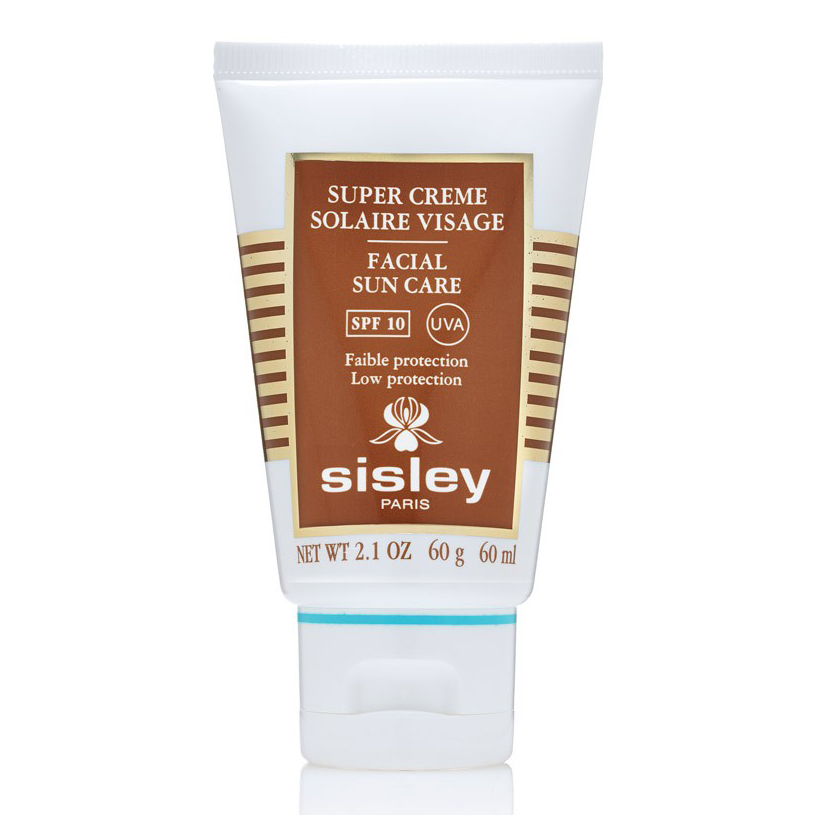 SUPER CREME
SOLAIRE VISAGE
FACIAL
SUN CARE
SPF 10 UVA
Faible protection
Low protection
sisley
PARIS
NET WT 2.1 OZ 60 g 60 ml